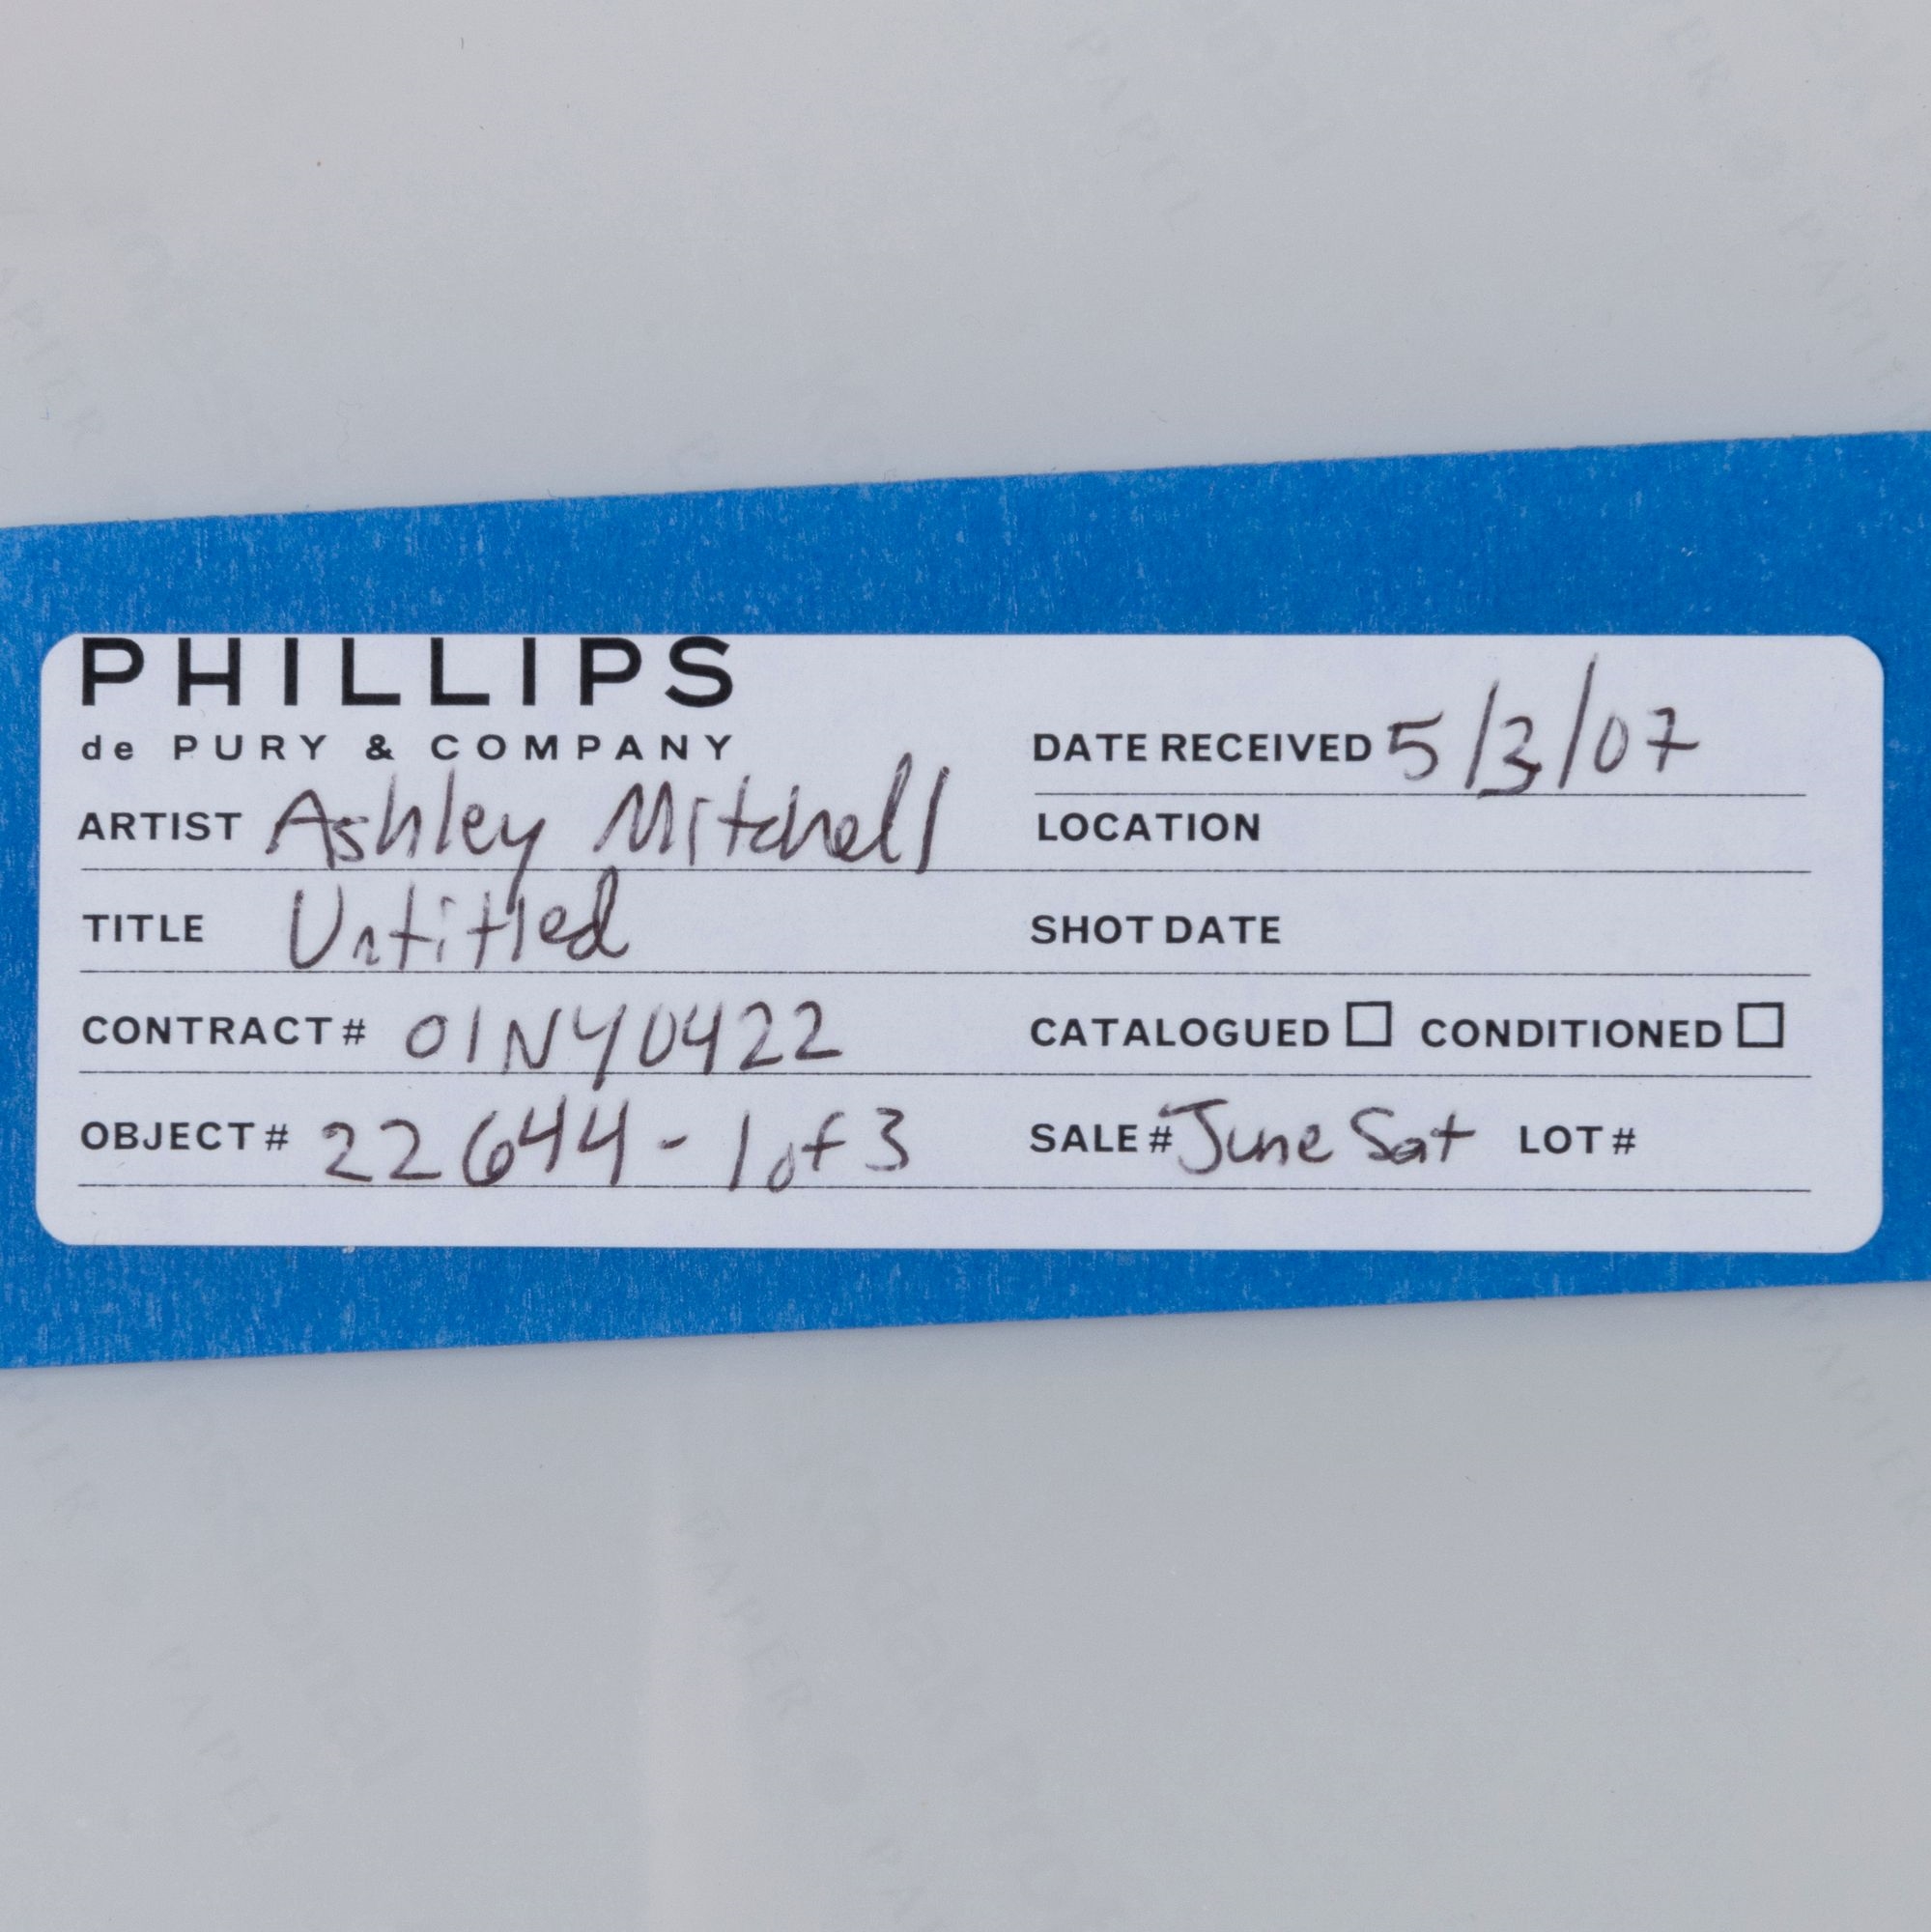 PHILLIPS
de PURY & COMPANY
DATE RECEIVED 5/3/07
ARTIST Ashley Mitchell
LOCATION
TITLE Untitled
SHOT DATE
CONTRACT# 01NY0422
CATALOGUED □ CONDITIONED □
OBJECT# 22644-1of3
SALE# June Sat LOT#